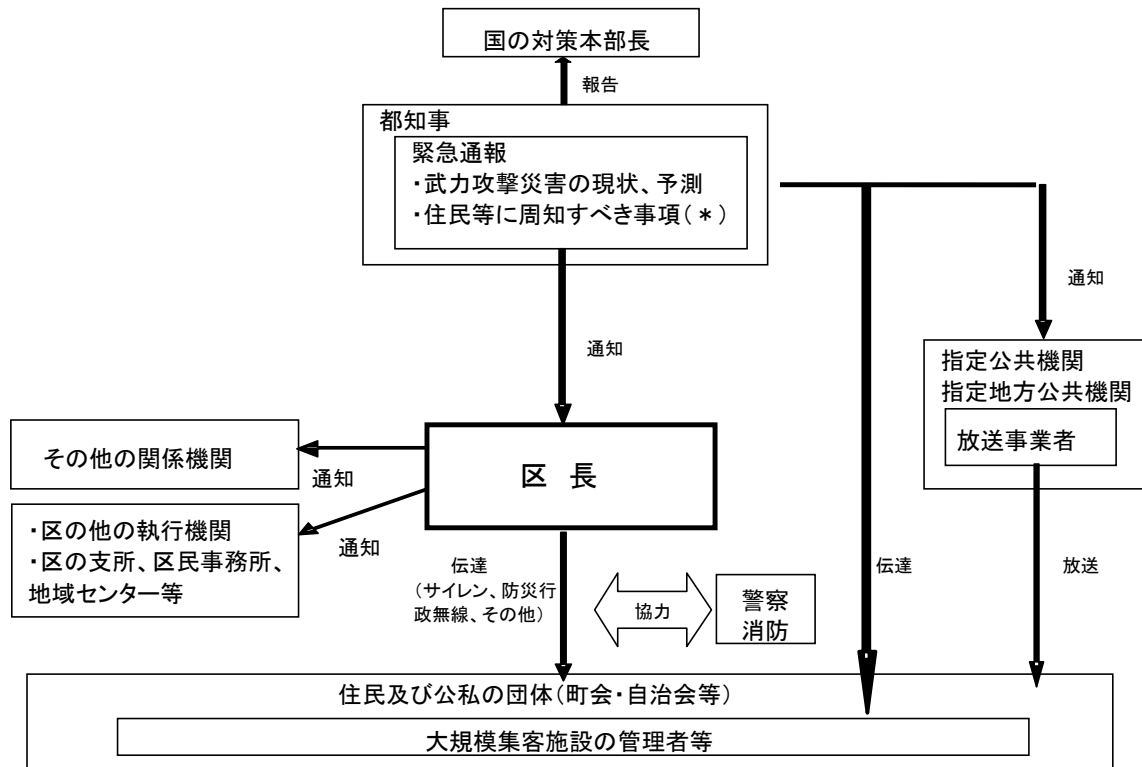 国の対策本部長
報告
都知事
緊急通報
・武力攻撃災害の現状、予測
・住民等に周知すべき事項(＊)
通知
通知
指定公共機関
指定地方公共機関
放送事業者
その他の関係機関
通知
区 長
・区の他の執行機関
・区の支所、区民事務所、
地域センター等
通知
伝達
(サイレン、防災行
政無線、その他)
協力
警察
消防
伝達
放送
住民及び公私の団体(町会・自治会等)
大規模集客施設の管理者等